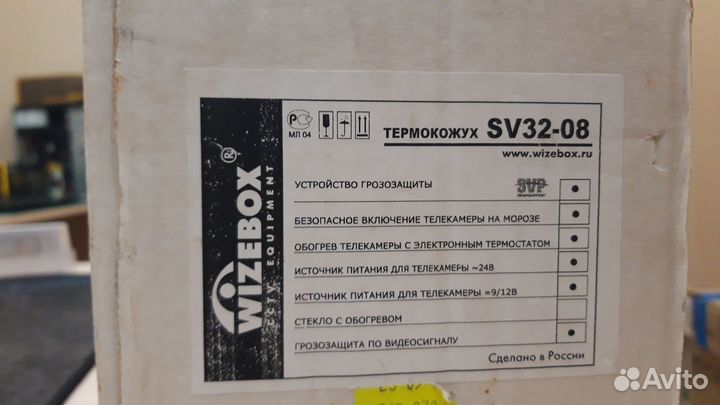 WIZEBOX®
CCTV EQUIPMENT
МЛ 04
ТЕРМОКОЖУХ SV32-08
www.wizebox.ru
УСТРОЙСТВО ГРОЗОЗАЩИТЫ SVP
БЕЗОПАСНОЕ ВКЛЮЧЕНИЕ ТЕЛЕКАМЕРЫ НА МОРОЗЕ
ОБОГРЕВ ТЕЛЕКАМЕРЫ С ЭЛЕКТРОННЫМ ТЕРМОСТАТОМ
ИСТОЧНИК ПИТАНИЯ ДЛЯ ТЕЛЕКАМЕРЫ ~24В
ИСТОЧНИК ПИТАНИЯ ДЛЯ ТЕЛЕКАМЕРЫ =9/12В
СТЕКЛО С ОБОГРЕВОМ
ГРОЗОЗАЩИТА ПО ВИДЕОСИГНАЛУ
Сделано в России
Avito